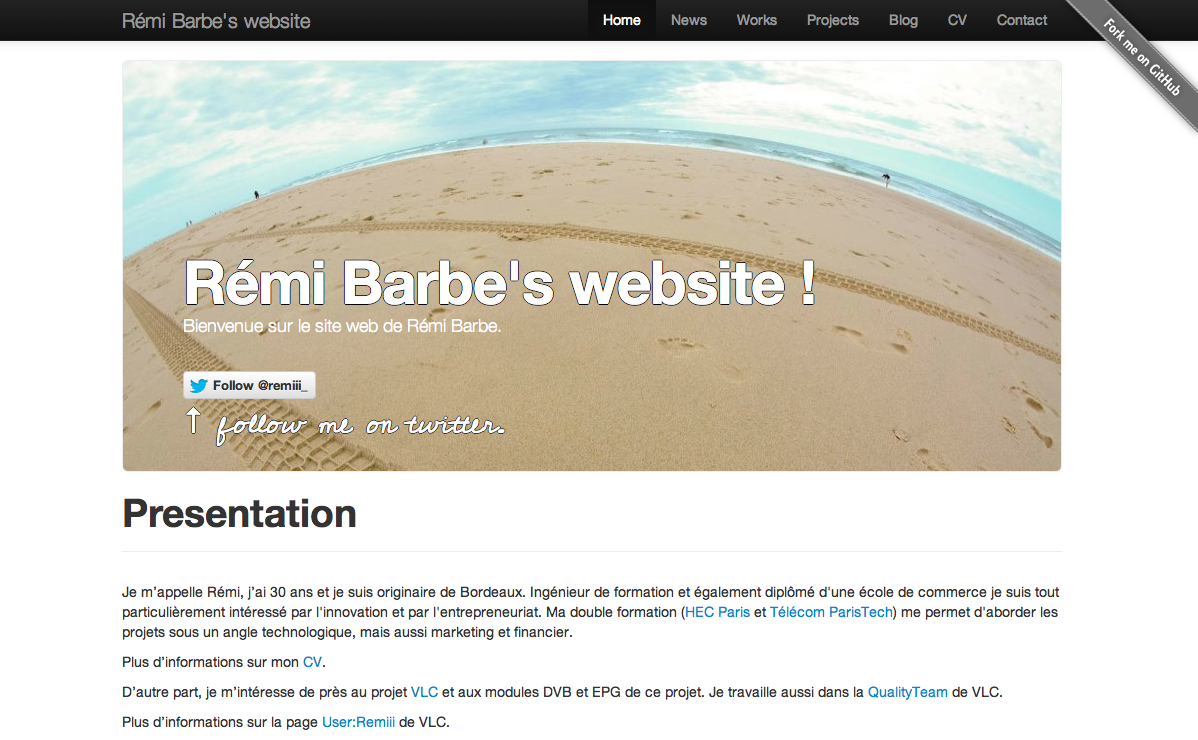 Rémi Barbe's website
Home News Works Projects Blog CV Contact
Fork me on GitHub
Rémi Barbe's website !
Bienvenue sur le site web de Rémi Barbe.
Follow @remiii_
↑ follow me on twitter.
Presentation
Je m’appelle Rémi, j’ai 30 ans et je suis originaire de Bordeaux. Ingénieur de formation et également diplômé d'une école de commerce je suis tout
particulièrement intéressé par l'innovation et par l'entrepreneuriat. Ma double formation (HEC Paris et Télécom ParisTech) me permet d'aborder les
projets sous un angle technologique, mais aussi marketing et financier.
Plus d’informations sur mon CV.
D’autre part, je m’intéresse de près au projet VLC et aux modules DVB et EPG de ce projet. Je travaille aussi dans la QualityTeam de VLC.
Plus d’informations sur la page User:Remiii de VLC.